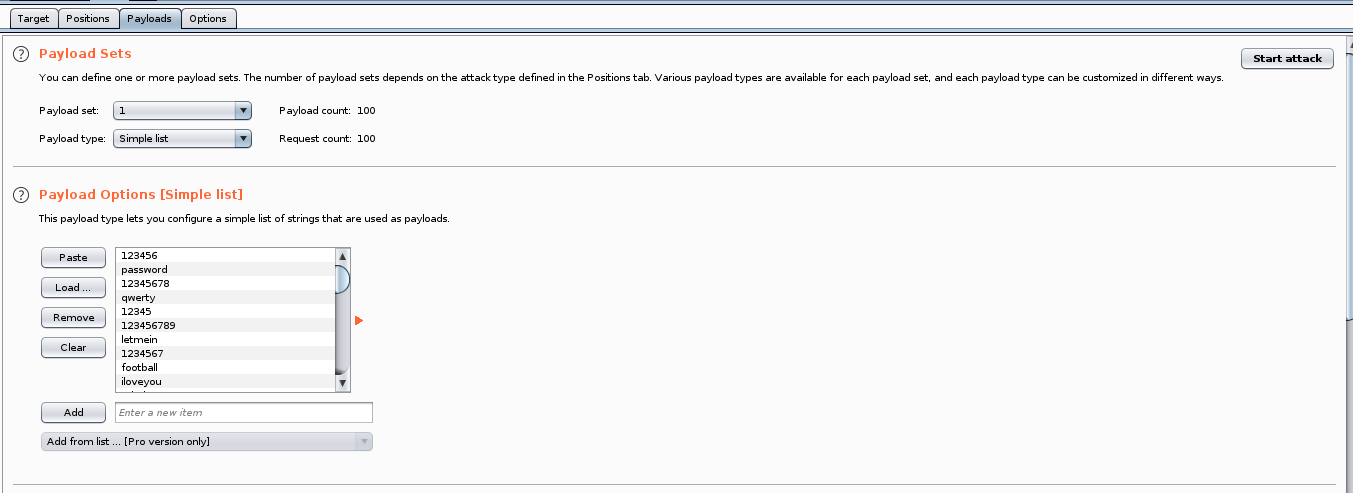 Target Positions Payloads Options
Payload Sets
Start attack
You can define one or more payload sets. The number of payload sets depends on the attack type defined in the Positions tab. Various payload types are available for each payload set, and each payload type can be customized in different ways.
Payload set: 1 Payload count: 100
Payload type: Simple list Request count: 100
Payload Options [Simple list]
This payload type lets you configure a simple list of strings that are used as payloads.
Paste
Load ...
Remove
Clear
123456
password
12345678
qwerty
12345
123456789
letmein
1234567
football
iloveyou
Add Enter a new item
Add from list ... [Pro version only]